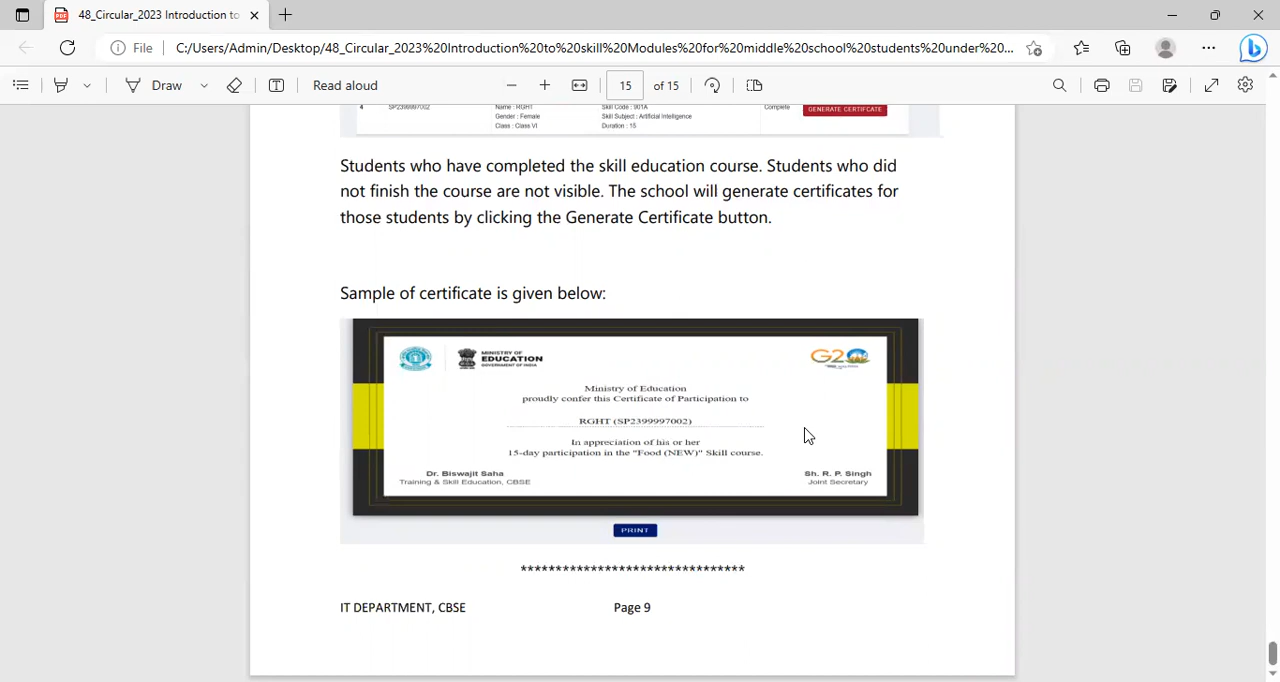 48_Circular_2023 Introduction to
File
C:/Users/Admin/Desktop/48_Circular_2023%20Introduction%20to%20skill%20Modules%20for%20middle%20school%20students%20under%20...
Draw
Read aloud
15 of 15
4 SP2399997002 Name : RGHT Skill Code : 901A Complete GENERATE CERTIFICATE
Gender : Female Skill Subject : Artificial Intelligence
Class : Class VI Duration : 15
Students who have completed the skill education course. Students who did
not finish the course are not visible. The school will generate certificates for
those students by clicking the Generate Certificate button.
Sample of certificate is given below:
MINISTRY OF
EDUCATION
GOVERNMENT OF INDIA
G20
Ministry of Education
proudly confer this Certificate of Participation to
RGHT (SP2399997002)
In appreciation of his or her
15-day participation in the "Food (NEW)" Skill course.
Dr. Biswajit Saha Sh. R. P. Singh
Training & Skill Education, CBSE Joint Secretary
PRINT
********************************
IT DEPARTMENT, CBSE Page 9